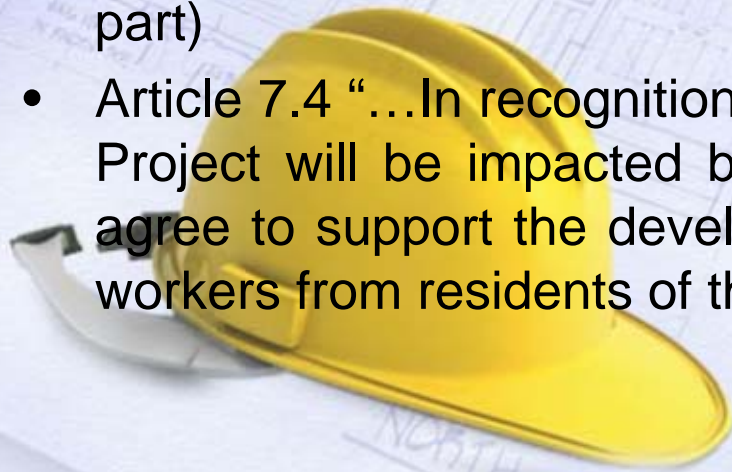 part)
• Article 7.4 “…In recognition
Project will be impacted b
agree to support the devel
workers from residents of th
NORTH